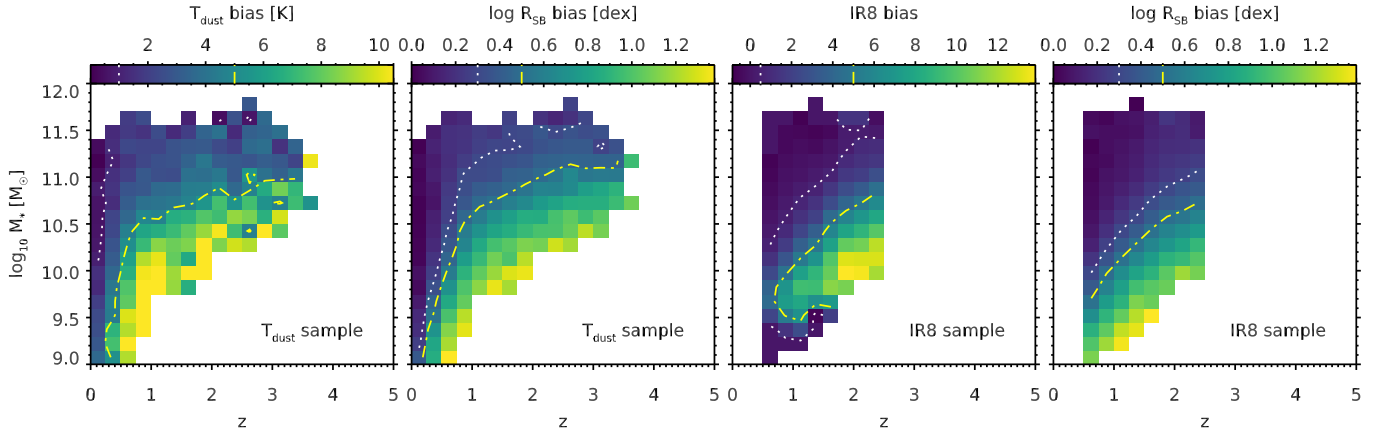 T_dust bias [K]
log R_SB bias [dex]
IR8 bias
log R_SB bias [dex]
2 4 6 8 10
0.0 0.2 0.4 0.6 0.8 1.0 1.2
0 2 4 6 8 10 12
0.0 0.2 0.4 0.6 0.8 1.0 1.2
12.0
11.5
11.0
10.5
10.0
9.5
9.0
log₁₀ M* [M☉]
T_dust sample
T_dust sample
IR8 sample
IR8 sample
0 1 2 3 4 5
0 1 2 3 4 5
0 1 2 3 4 5
0 1 2 3 4 5
z
z
z
z